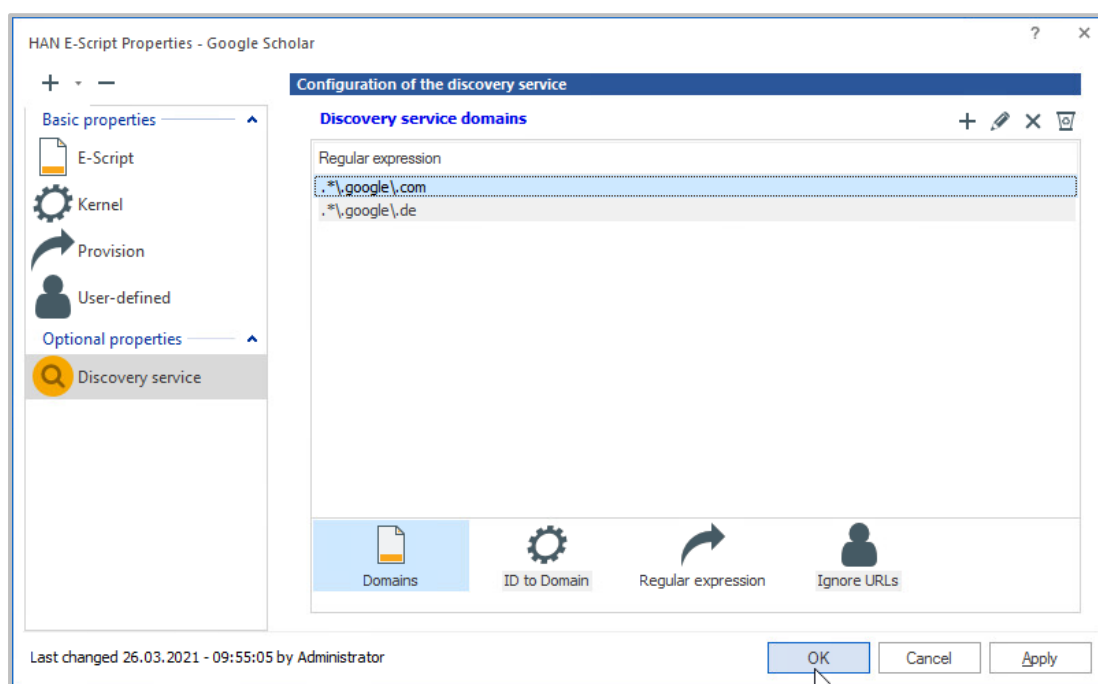 HAN E-Script Properties - Google Scholar
?
Configuration of the discovery service
Basic properties
E-Script
Kernel
Provision
User-defined
Optional properties
Discovery service
Discovery service domains
Regular expression
.*\.google\.com
.*\.google\.de
Domains
ID to Domain
Regular expression
Ignore URLs
Last changed 26.03.2021 - 09:55:05 by Administrator
OK
Cancel
Apply